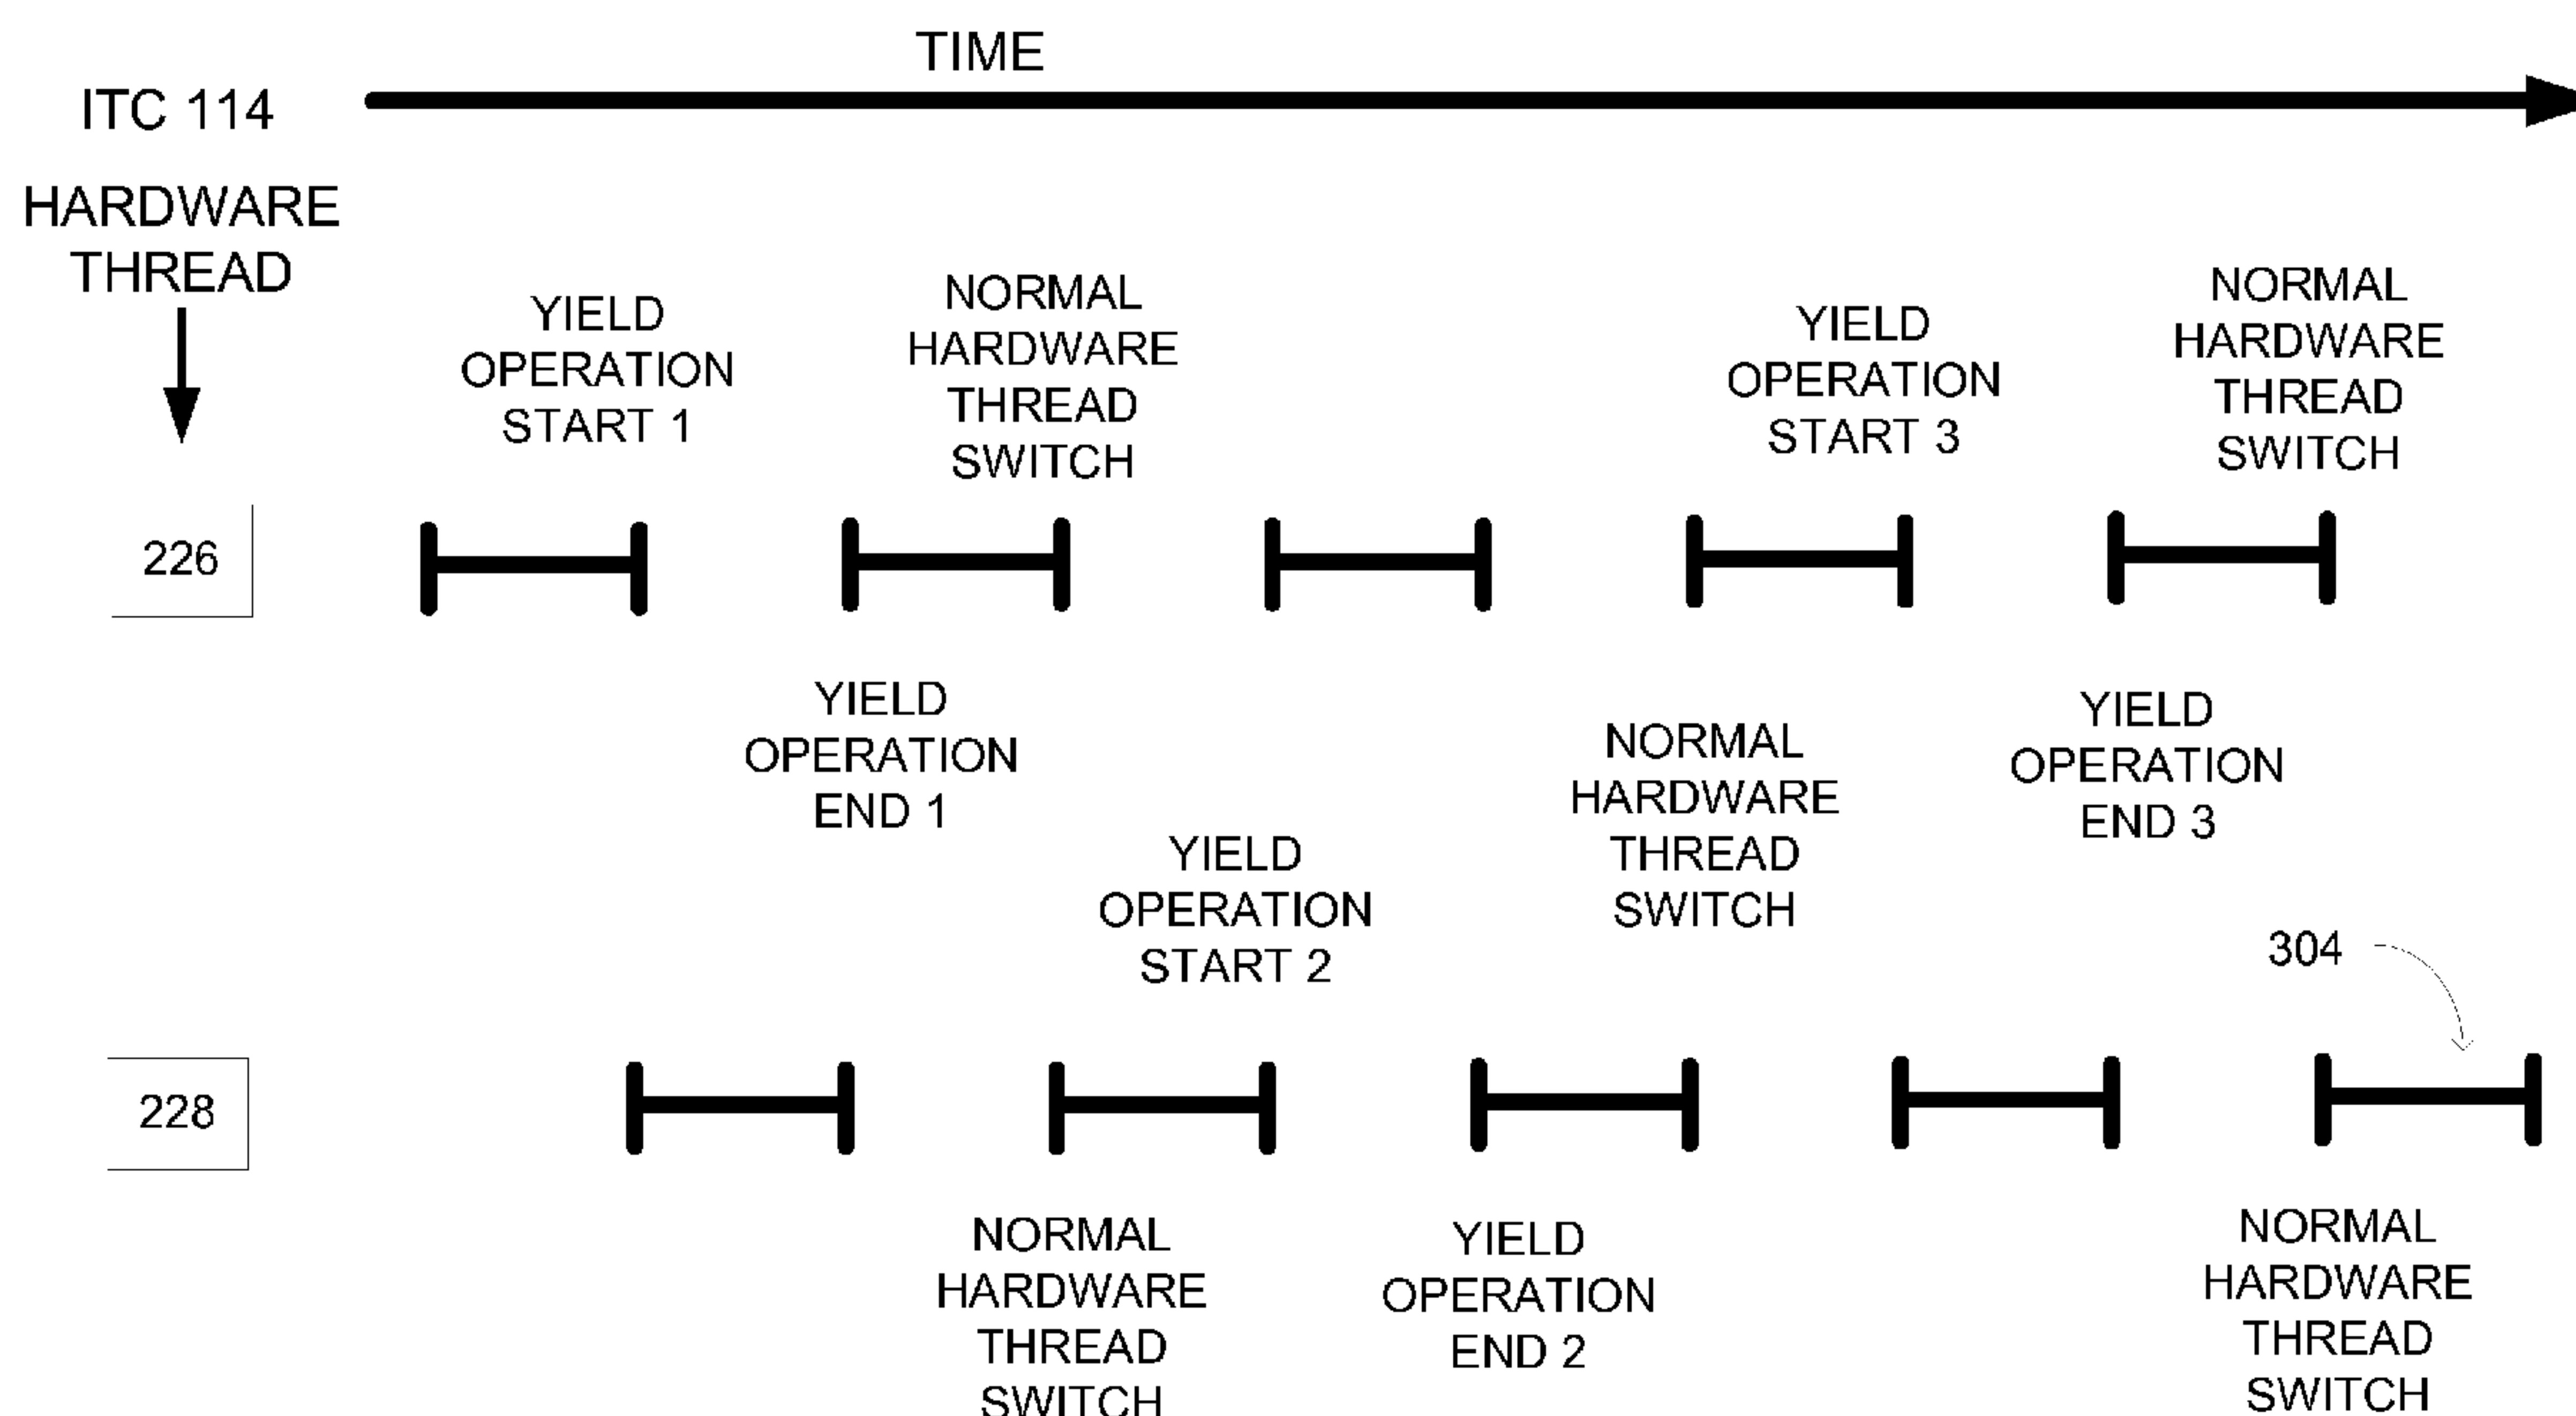 TIME
ITC 114
HARDWARE
THREAD
YIELD
OPERATION
START 1
NORMAL
HARDWARE
THREAD
SWITCH
YIELD
OPERATION
START 3
NORMAL
HARDWARE
THREAD
SWITCH
226
YIELD
OPERATION
END 1
YIELD
OPERATION
START 2
NORMAL
HARDWARE
THREAD
SWITCH
YIELD
OPERATION
END 3
304
228
NORMAL
HARDWARE
THREAD
SWITCH
YIELD
OPERATION
END 2
NORMAL
HARDWARE
THREAD
SWITCH